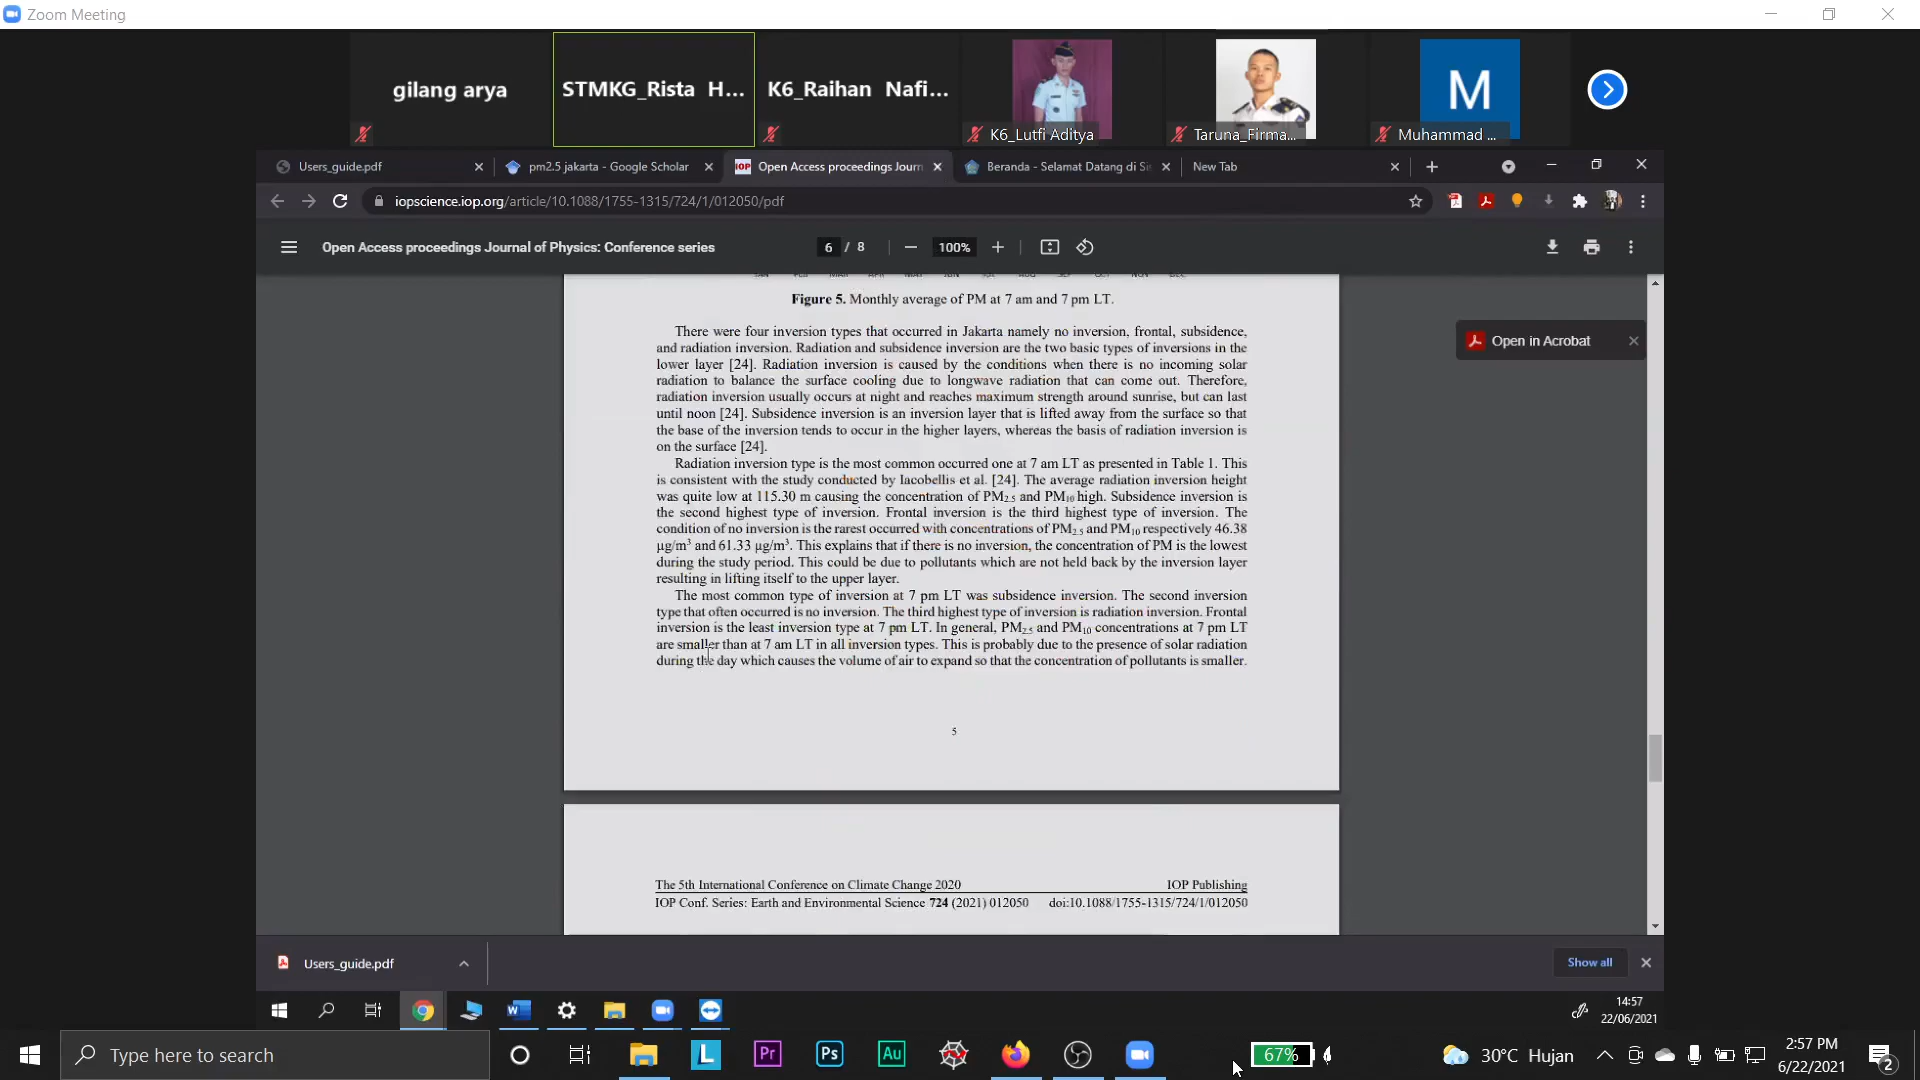 Zoom Meeting
gilang arya
STMKG_Rista H...
K6_Raihan Nafi...
K6_Lutfi Aditya
Taruna_Firma...
M
Muhammad ...
Users_guide.pdf
pm2.5 jakarta - Google Scholar
IOP Open Access proceedings Journ
Beranda - Selamat Datang di Si
New Tab
iopscience.iop.org/article/10.1088/1755-1315/724/1/012050/pdf
Open Access proceedings Journal of Physics: Conference series
6 / 8
100%
Figure 5. Monthly average of PM at 7 am and 7 pm LT.
Open in Acrobat
There were four inversion types that occurred in Jakarta namely no inversion, frontal, subsidence,
and radiation inversion. Radiation and subsidence inversion are the two basic types of inversions in the
lower layer [24]. Radiation inversion is caused by the conditions when there is no incoming solar
radiation to balance the surface cooling due to longwave radiation that can come out. Therefore,
radiation inversion usually occurs at night and reaches maximum strength around sunrise, but can last
until noon [24]. Subsidence inversion is an inversion layer that is lifted away from the surface so that
the base of the inversion tends to occur in the higher layers, whereas the basis of radiation inversion is
on the surface [24].
Radiation inversion type is the most common occurred one at 7 am LT as presented in Table 1. This
is consistent with the study conducted by Iacobellis et al. [24]. The average radiation inversion height
was quite low at 115.30 m causing the concentration of PM2.5 and PM10 high. Subsidence inversion is
the second highest type of inversion. Frontal inversion is the third highest type of inversion. The
condition of no inversion is the rarest occurred with concentrations of PM2.5 and PM10 respectively 46.38
µg/m³ and 61.33 µg/m³. This explains that if there is no inversion, the concentration of PM is the lowest
during the study period. This could be due to pollutants which are not held back by the inversion layer
resulting in lifting itself to the upper layer.
The most common type of inversion at 7 pm LT was subsidence inversion. The second inversion
type that often occurred is no inversion. The third highest type of inversion is radiation inversion. Frontal
inversion is the least inversion type at 7 pm LT. In general, PM2.5 and PM10 concentrations at 7 pm LT
are smaller than at 7 am LT in all inversion types. This is probably due to the presence of solar radiation
during the day which causes the volume of air to expand so that the concentration of pollutants is smaller.
5
The 5th International Conference on Climate Change 2020 IOP Publishing
IOP Conf. Series: Earth and Environmental Science 724 (2021) 012050 doi:10.1088/1755-1315/724/1/012050
Users_guide.pdf
Show all
14:57
22/06/2021
Type here to search
L
Pr
Ps
Au
67%
30°C Hujan
2:57 PM
6/22/2021
2